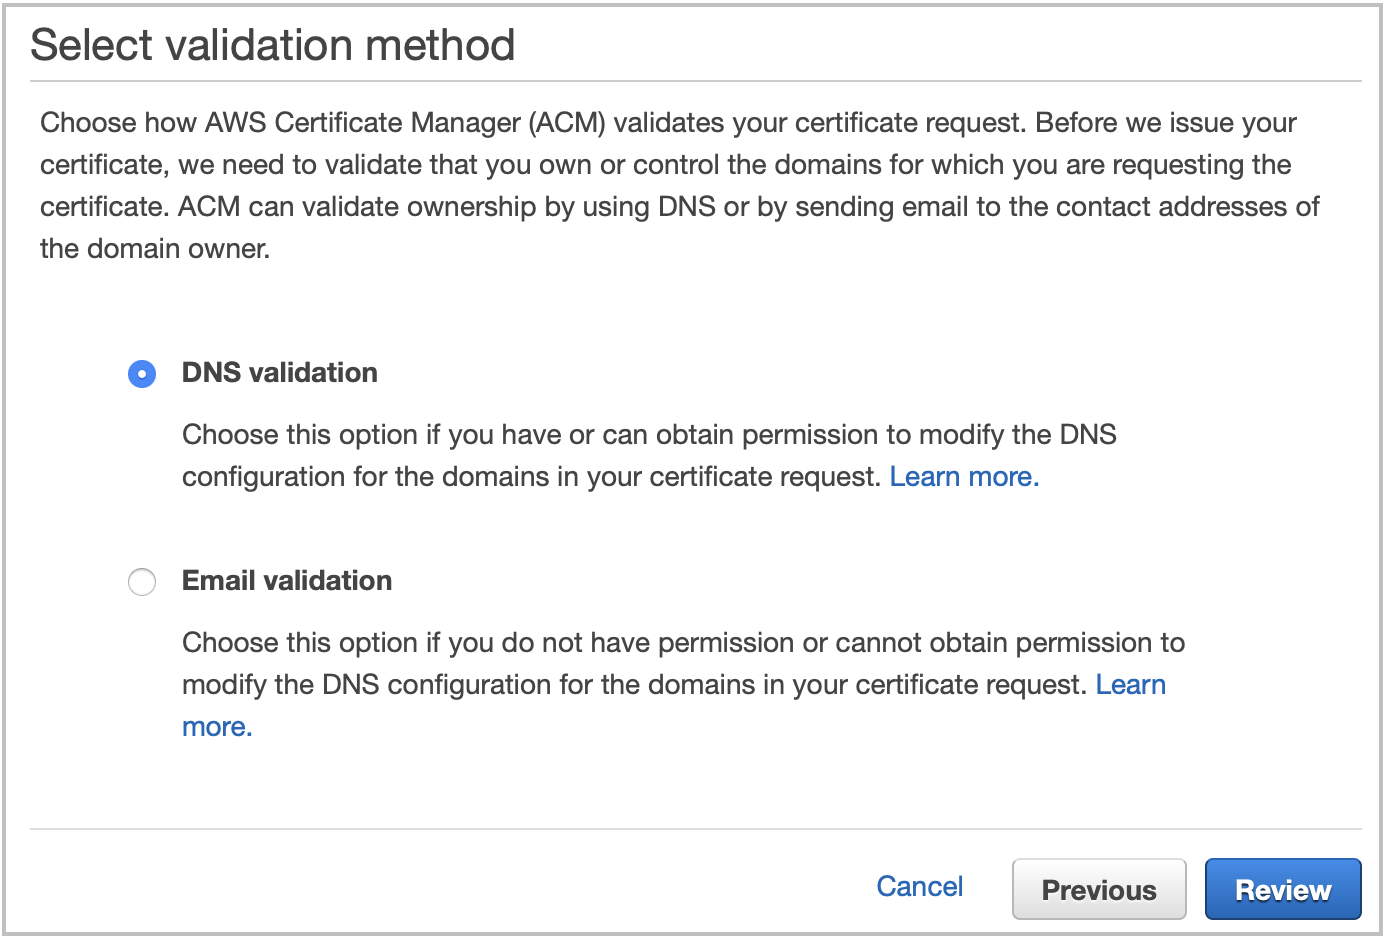 Select validation method
Choose how AWS Certificate Manager (ACM) validates your certificate request. Before we issue your
certificate, we need to validate that you own or control the domains for which you are requesting the
certificate. ACM can validate ownership by using DNS or by sending email to the contact addresses of
the domain owner.
DNS validation
Choose this option if you have or can obtain permission to modify the DNS
configuration for the domains in your certificate request. Learn more.
Email validation
Choose this option if you do not have permission or cannot obtain permission to
modify the DNS configuration for the domains in your certificate request. Learn
more.
Cancel Previous Review